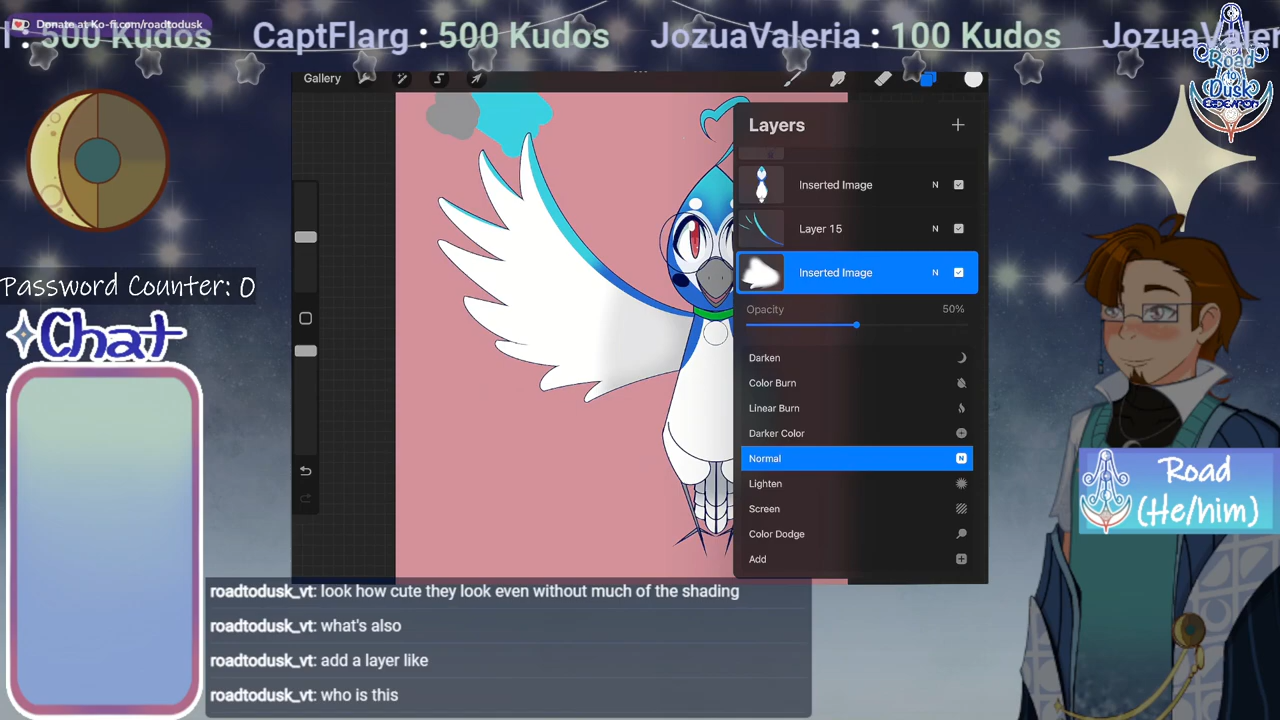 Donate at Ko-fi.com/roadtodusk
: 500 Kudos CaptFlarg : 500 Kudos JozuaValeria : 100 Kudos
Road
to
Dusk
Gallery
Layers
Inserted Image N
Layer 15 N
Inserted Image N
Opacity 50%
Darken
Color Burn
Linear Burn
Darker Color
Normal N
Lighten
Screen
Color Dodge
Add
Password Counter: 0
Chat
Road
(He/him)
roadtodusk_vt: look how cute they look even without much of the shading
roadtodusk_vt: what's also
roadtodusk_vt: add a layer like
roadtodusk_vt: who is this